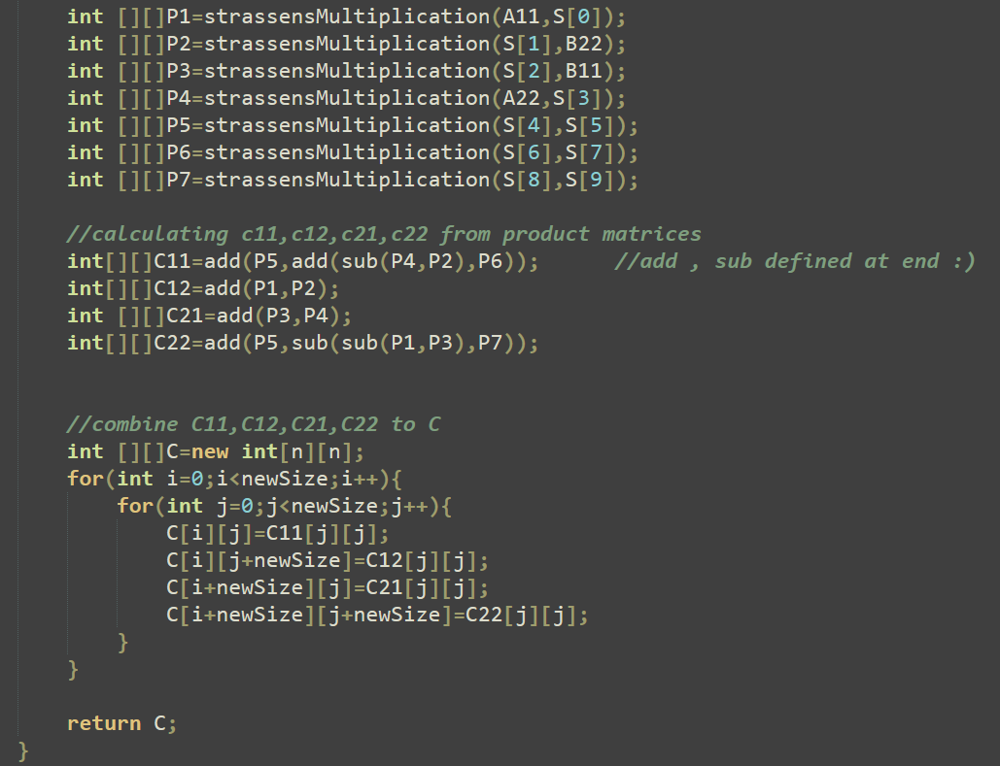 int [][]P1=strassensMultiplication(A11,S[0]);
int [][]P2=strassensMultiplication(S[1],B22);
int [][]P3=strassensMultiplication(S[2],B11);
int [][]P4=strassensMultiplication(A22,S[3]);
int [][]P5=strassensMultiplication(S[4],S[5]);
int [][]P6=strassensMultiplication(S[6],S[7]);
int [][]P7=strassensMultiplication(S[8],S[9]);
//calculating c11,c12,c21,c22 from product matrices
int[][]C11=add(P5,add(sub(P4,P2),P6)); //add , sub defined at end :)
int[][]C12=add(P1,P2);
int [][]C21=add(P3,P4);
int[][]C22=add(P5,sub(sub(P1,P3),P7));
//combine C11,C12,C21,C22 to C
int [][]C=new int[n][n];
for(int i=0;i<newSize;i++){
for(int j=0;j<newSize;j++){
C[i][j]=C11[j][j];
C[i][j+newSize]=C12[j][j];
C[i+newSize][j]=C21[j][j];
C[i+newSize][j+newSize]=C22[j][j];
}
}
return C;
}